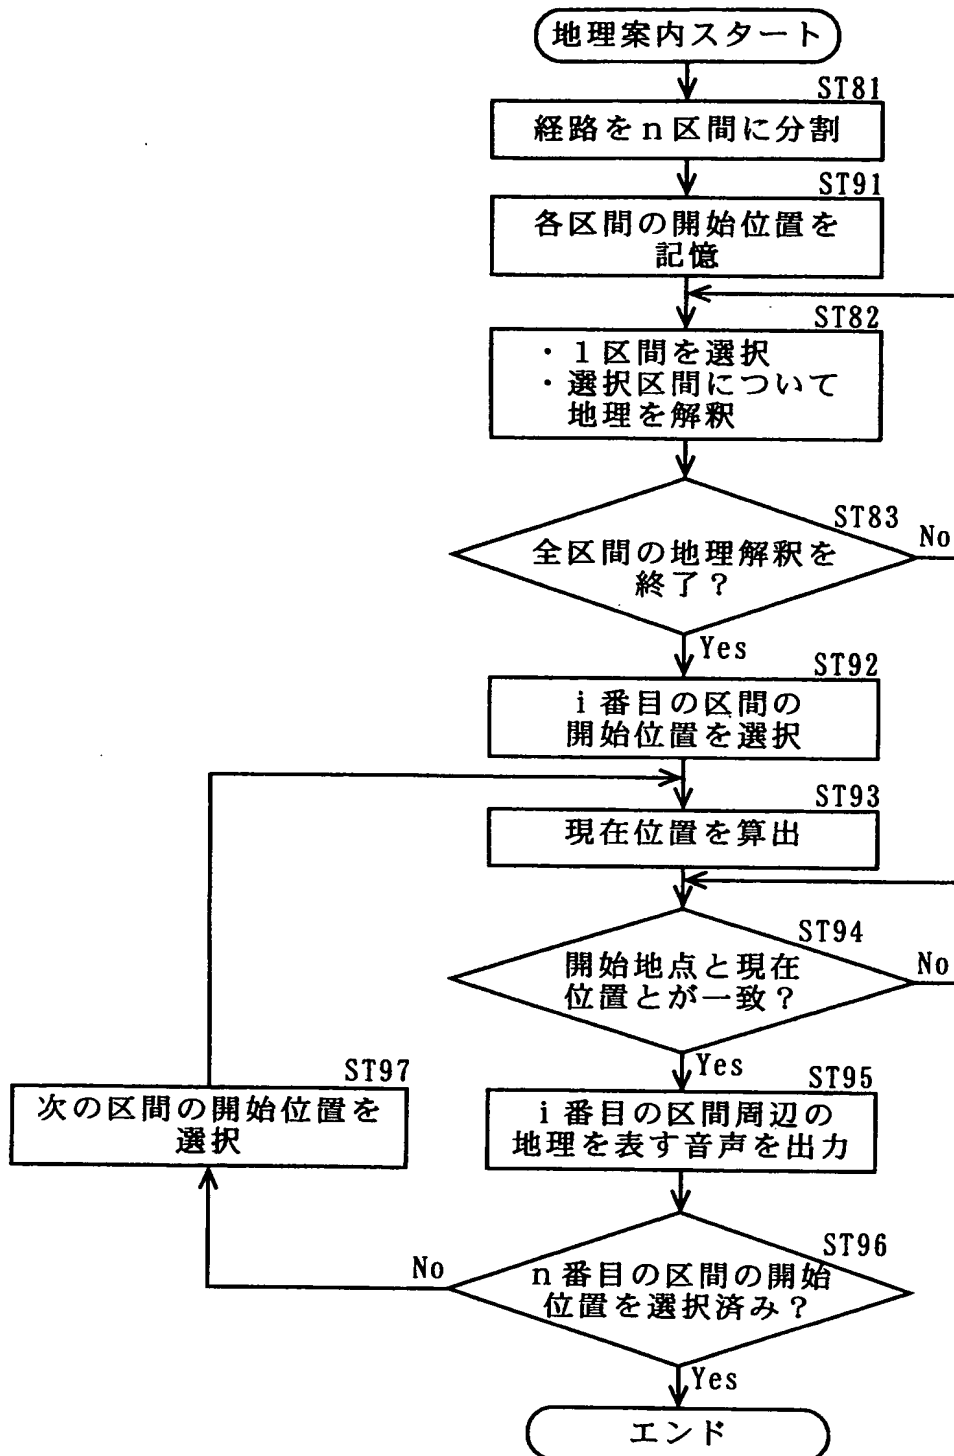 地理案内スタート
ST81
経路をn区間に分割
ST91
各区間の開始位置を
記憶
ST82
・1区間を選択
・選択区間について
地理を解釈
ST83
全区間の地理解釈を
終了？
No
Yes
ST92
i番目の区間の
開始位置を選択
ST93
現在位置を算出
ST94
開始地点と現在
位置とが一致？
No
Yes
ST97
次の区間の開始位置を
選択
ST95
i番目の区間周辺の
地理を表す音声を出力
ST96
n番目の区間の開始
位置を選択済み？
No
Yes
エンド